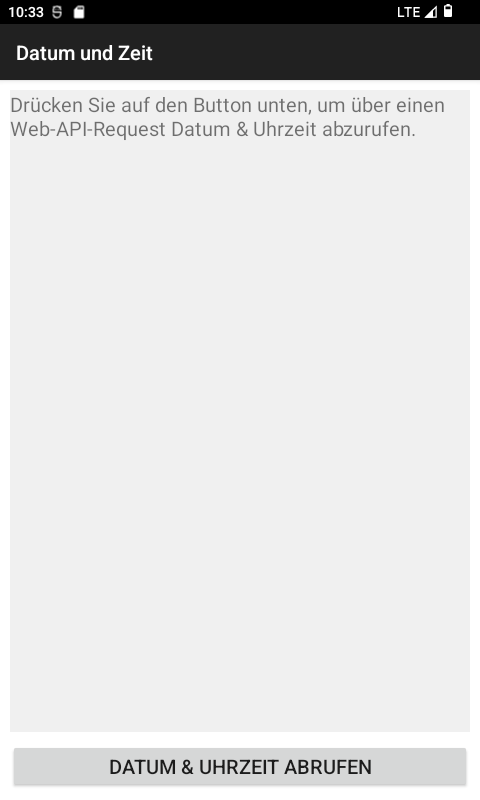 10:33 LTE
Datum und Zeit
Drücken Sie auf den Button unten, um über einen
Web-API-Request Datum & Uhrzeit abzurufen.
DATUM & UHRZEIT ABRUFEN